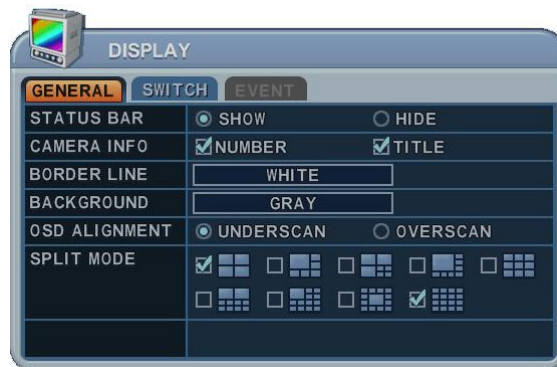 DISPLAY
GENERAL SWITCH EVENT
STATUS BAR SHOW HIDE
CAMERA INFO NUMBER TITLE
BORDER LINE WHITE
BACKGROUND GRAY
OSD ALIGNMENT UNDERSCAN OVERSCAN
SPLIT MODE